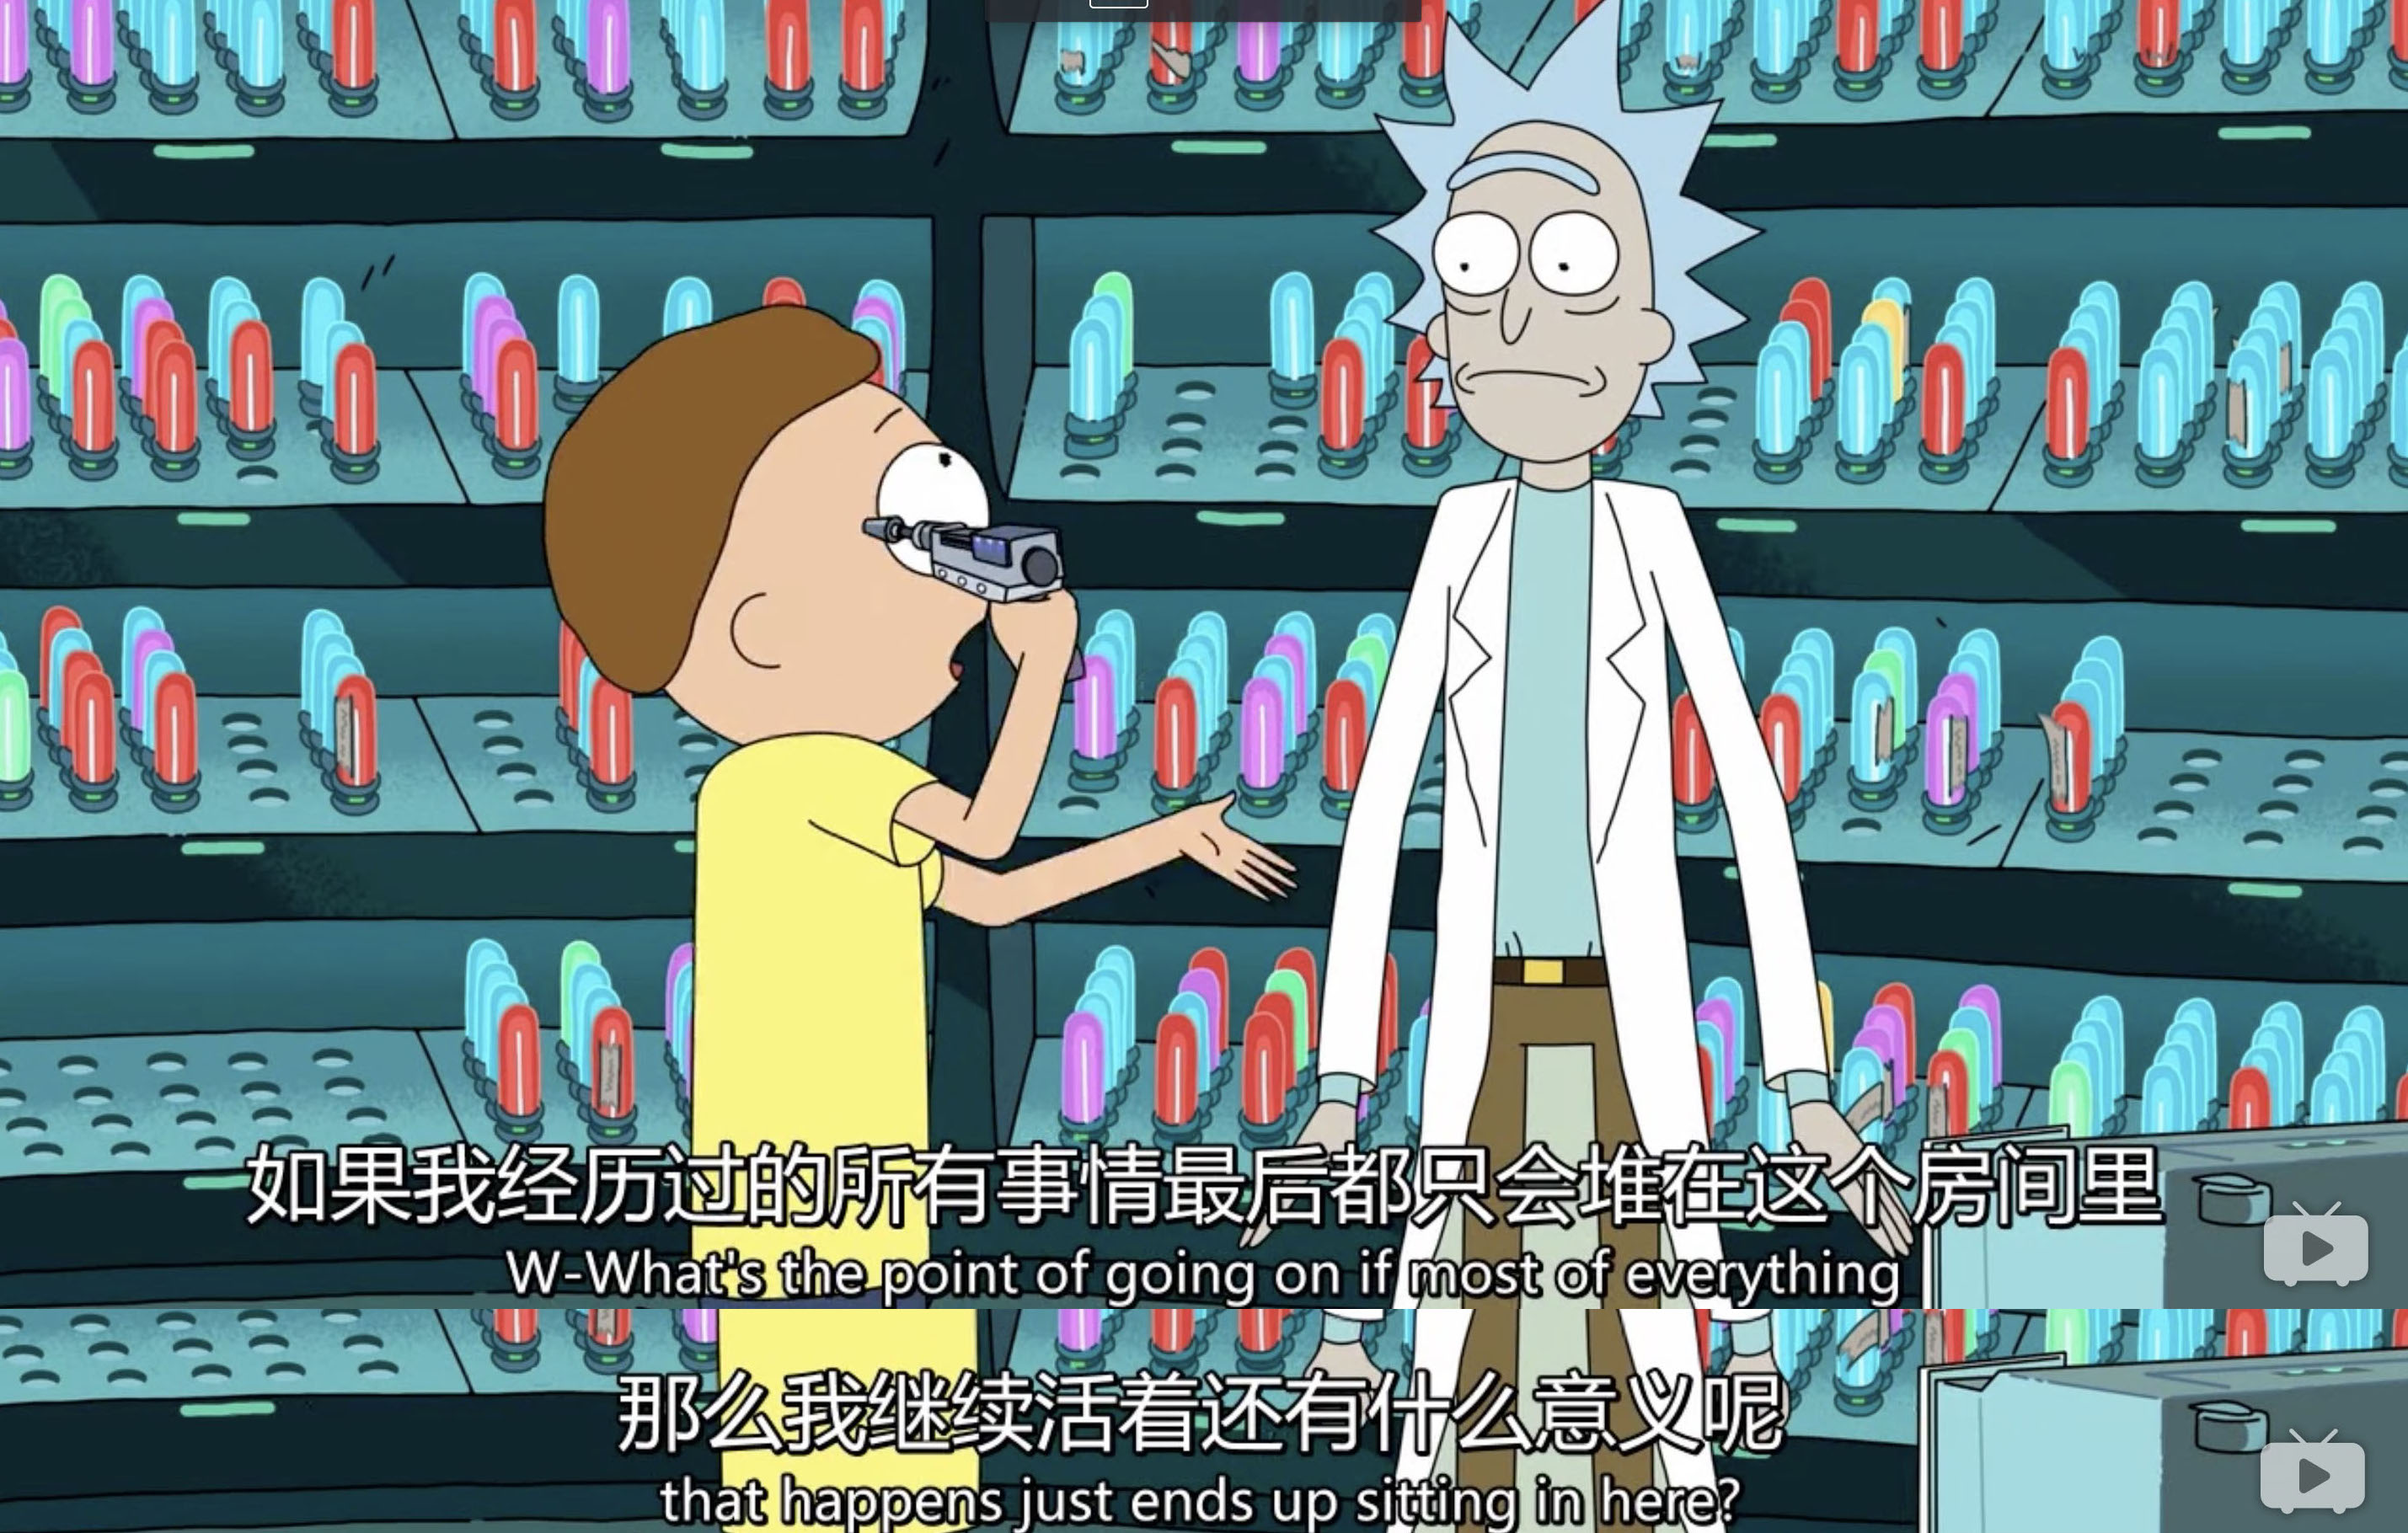 如果我经历过的所有事情最后都只会堆在这个房间里
W-What's the point of going on if most of everything
那么我继续活着还有什么意义呢
that happens just ends up sitting in here?